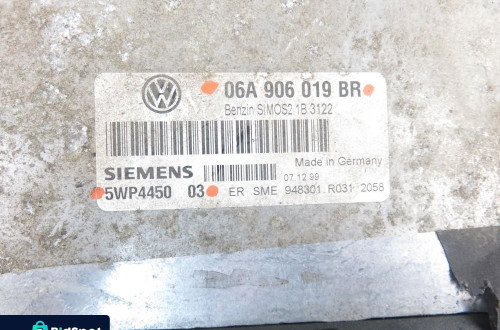 06A 906 019 BR
Benzin SIMOS2 1B 3122
SIEMENS
Made in Germany
07.12.99
5WP4450 03 ER SME 948301 R031 2058
BidSpot